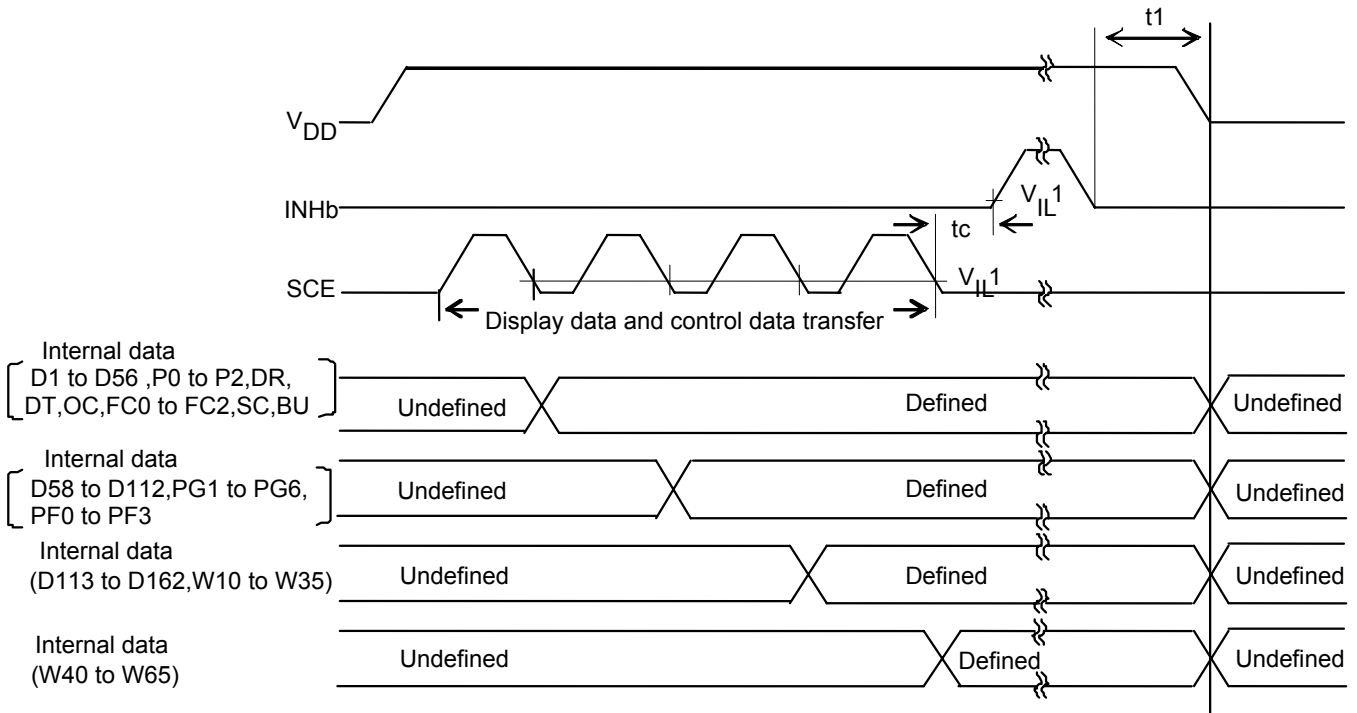 t1
VDD
INHb
VIL1
tc
SCE
VIL1
Display data and control data transfer
Internal data
D1 to D56 ,P0 to P2,DR,
DT,OC,FC0 to FC2,SC,BU
Undefined
Defined
Undefined
Internal data
D58 to D112,PG1 to PG6,
PF0 to PF3
Undefined
Defined
Undefined
Internal data
(D113 to D162,W10 to W35)
Undefined
Defined
Undefined
Internal data
(W40 to W65)
Undefined
Defined
Undefined